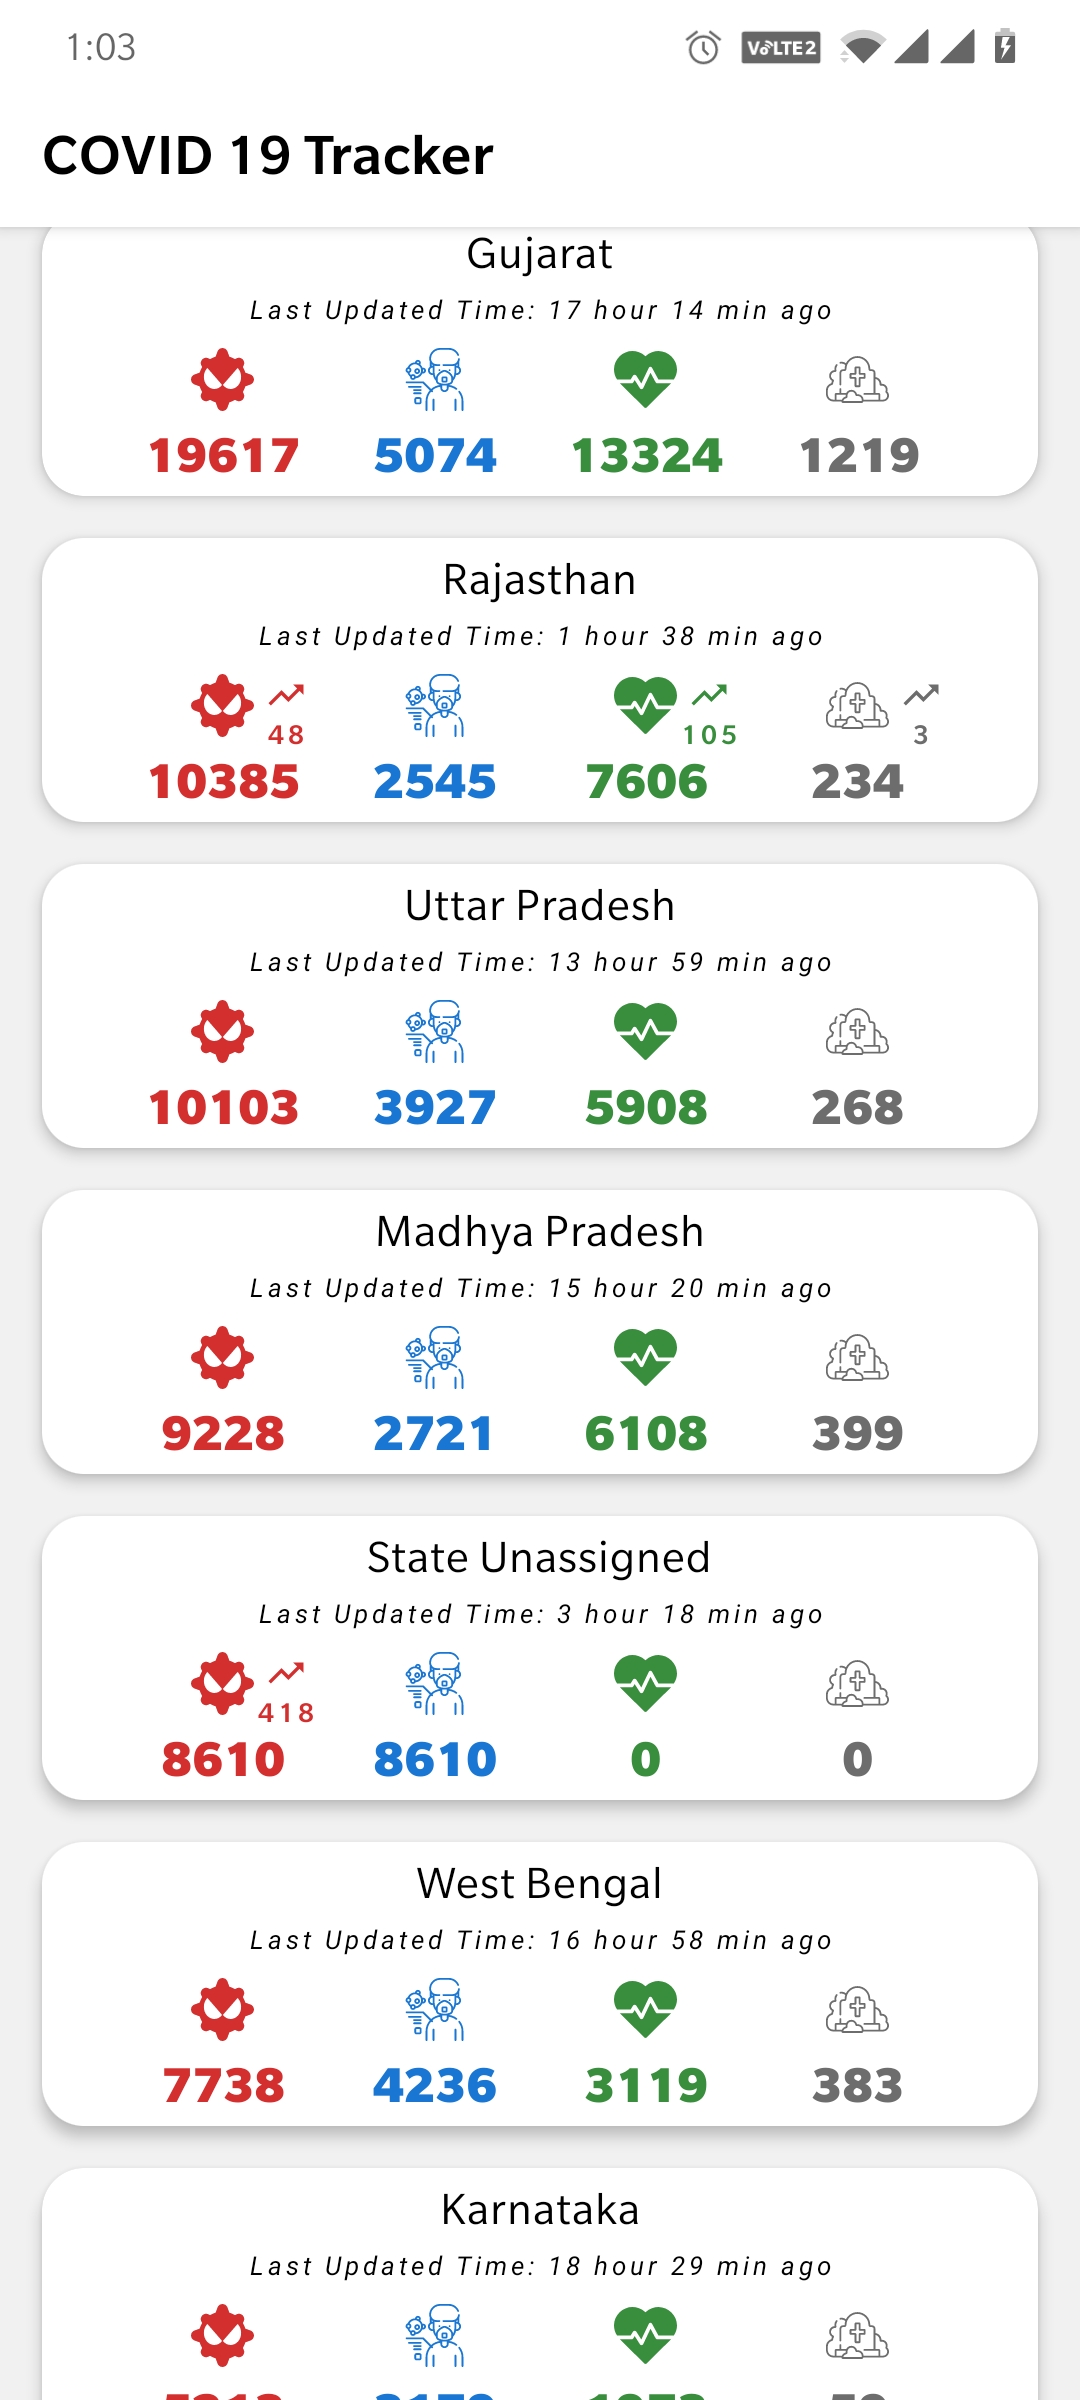 1:03 VoLTE2
COVID 19 Tracker
Gujarat
Last Updated Time: 17 hour 14 min ago
19617 5074 13324 1219
Rajasthan
Last Updated Time: 1 hour 38 min ago
48 105 3
10385 2545 7606 234
Uttar Pradesh
Last Updated Time: 13 hour 59 min ago
10103 3927 5908 268
Madhya Pradesh
Last Updated Time: 15 hour 20 min ago
9228 2721 6108 399
State Unassigned
Last Updated Time: 3 hour 18 min ago
418
8610 8610 0 0
West Bengal
Last Updated Time: 16 hour 58 min ago
7738 4236 3119 383
Karnataka
Last Updated Time: 18 hour 29 min ago